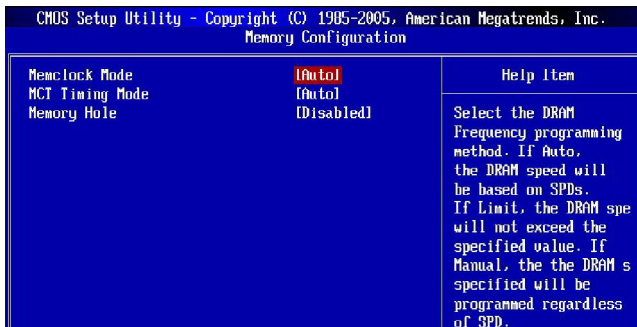 CMOS Setup Utility - Copyright (C) 1985-2005, American Megatrends, Inc.
Memory Configuration
Memclock Mode [Auto]
MCT Timing Mode [Auto]
Memory Hole [Disabled]
Help Item
Select the DRAM
Frequency programming
method. If Auto,
the DRAM speed will
be based on SPDs.
If Limit, the DRAM spe
will not exceed the
specified value. If
Manual, the the DRAM s
specified will be
programmed regardless
of SPD.